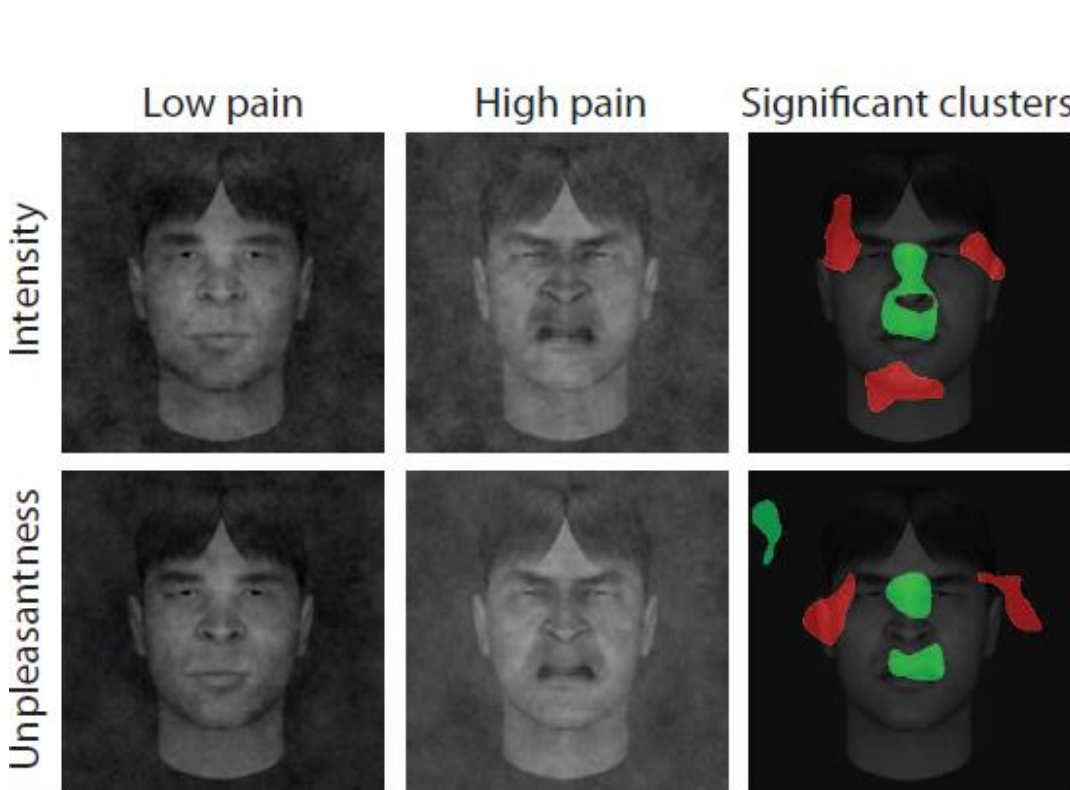 Low pain
High pain
Significant clusters
Intensity
Unpleasantness